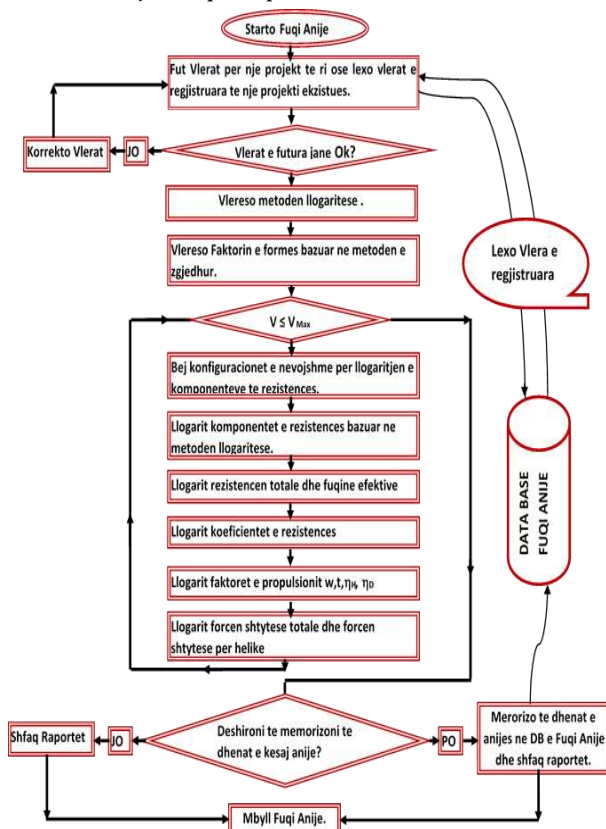 Starto Fuqi Anije
Fut Vlerat per nje projekt te ri ose lexo vlerat e
regjistruara te nje projekti ekzistues.
Korrekto Vlerat
JO
Vlerat e futura jane Ok?
Vlereso metoden llogaritese .
Vlereso Faktorin e formes bazuar ne metoden e
zgjedhur.
Lexo Vlera e
regjistruara
V ≤ VMax
Bej konfiguracionet e nevojshme per llogaritjen e
komponenteve te rezistences.
Llogarit komponentet e rezistences bazuar ne
metoden llogaritese.
Llogarit rezistencen totale dhe fuqine efektive
Llogarit koeficientet e rezistences
Llogarit faktoret e propulsionit w,t,ηH, ηD
Llogarit forcen shtytese totale dhe forcen
shtytese per helike
DATA BASE
FUQI ANIJE
Deshironi te memorizoni te
dhenat e kesaj anije?
Shfaq Raportet
JO
PO
Merorizo te dhenat e
anijes ne DB e Fuqi Anije
dhe shfaq raportet.
Mbyll Fuqi Anije.